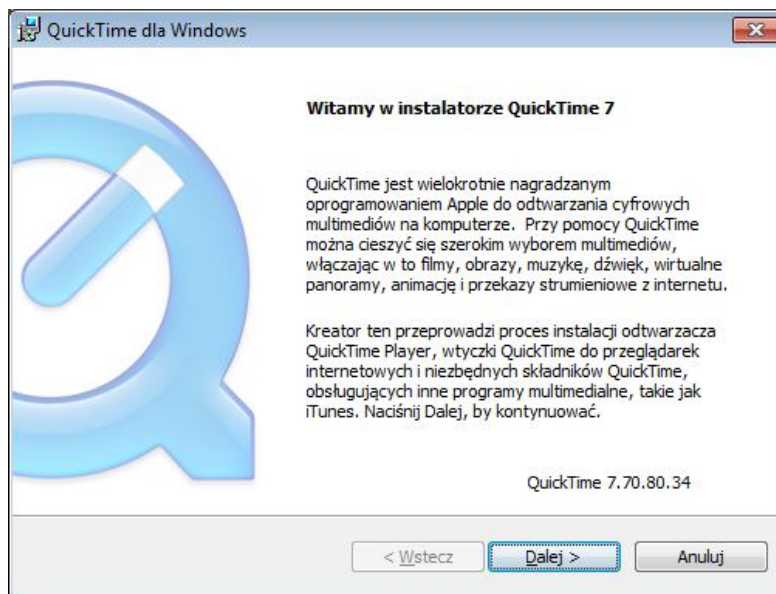 QuickTime dla Windows
Witamy w instalatorze QuickTime 7
QuickTime jest wielokrotnie nagradzanym
oprogramowaniem Apple do odtwarzania cyfrowych
multimediów na komputerze.  Przy pomocy QuickTime
można cieszyć się szerokim wyborem multimediów,
włączając w to filmy, obrazy, muzykę, dźwięk, wirtualne
panoramy, animację i przekazy strumieniowe z internetu.
Kreator ten przeprowadzi proces instalacji odtwarzacza
QuickTime Player, wtyczki QuickTime do przeglądarek
internetowych i niezbędnych składników QuickTime,
obsługujących inne programy multimedialne, takie jak
iTunes. Naciśnij Dalej, by kontynuować.
QuickTime 7.70.80.34
< Wstecz
Dalej >
Anuluj